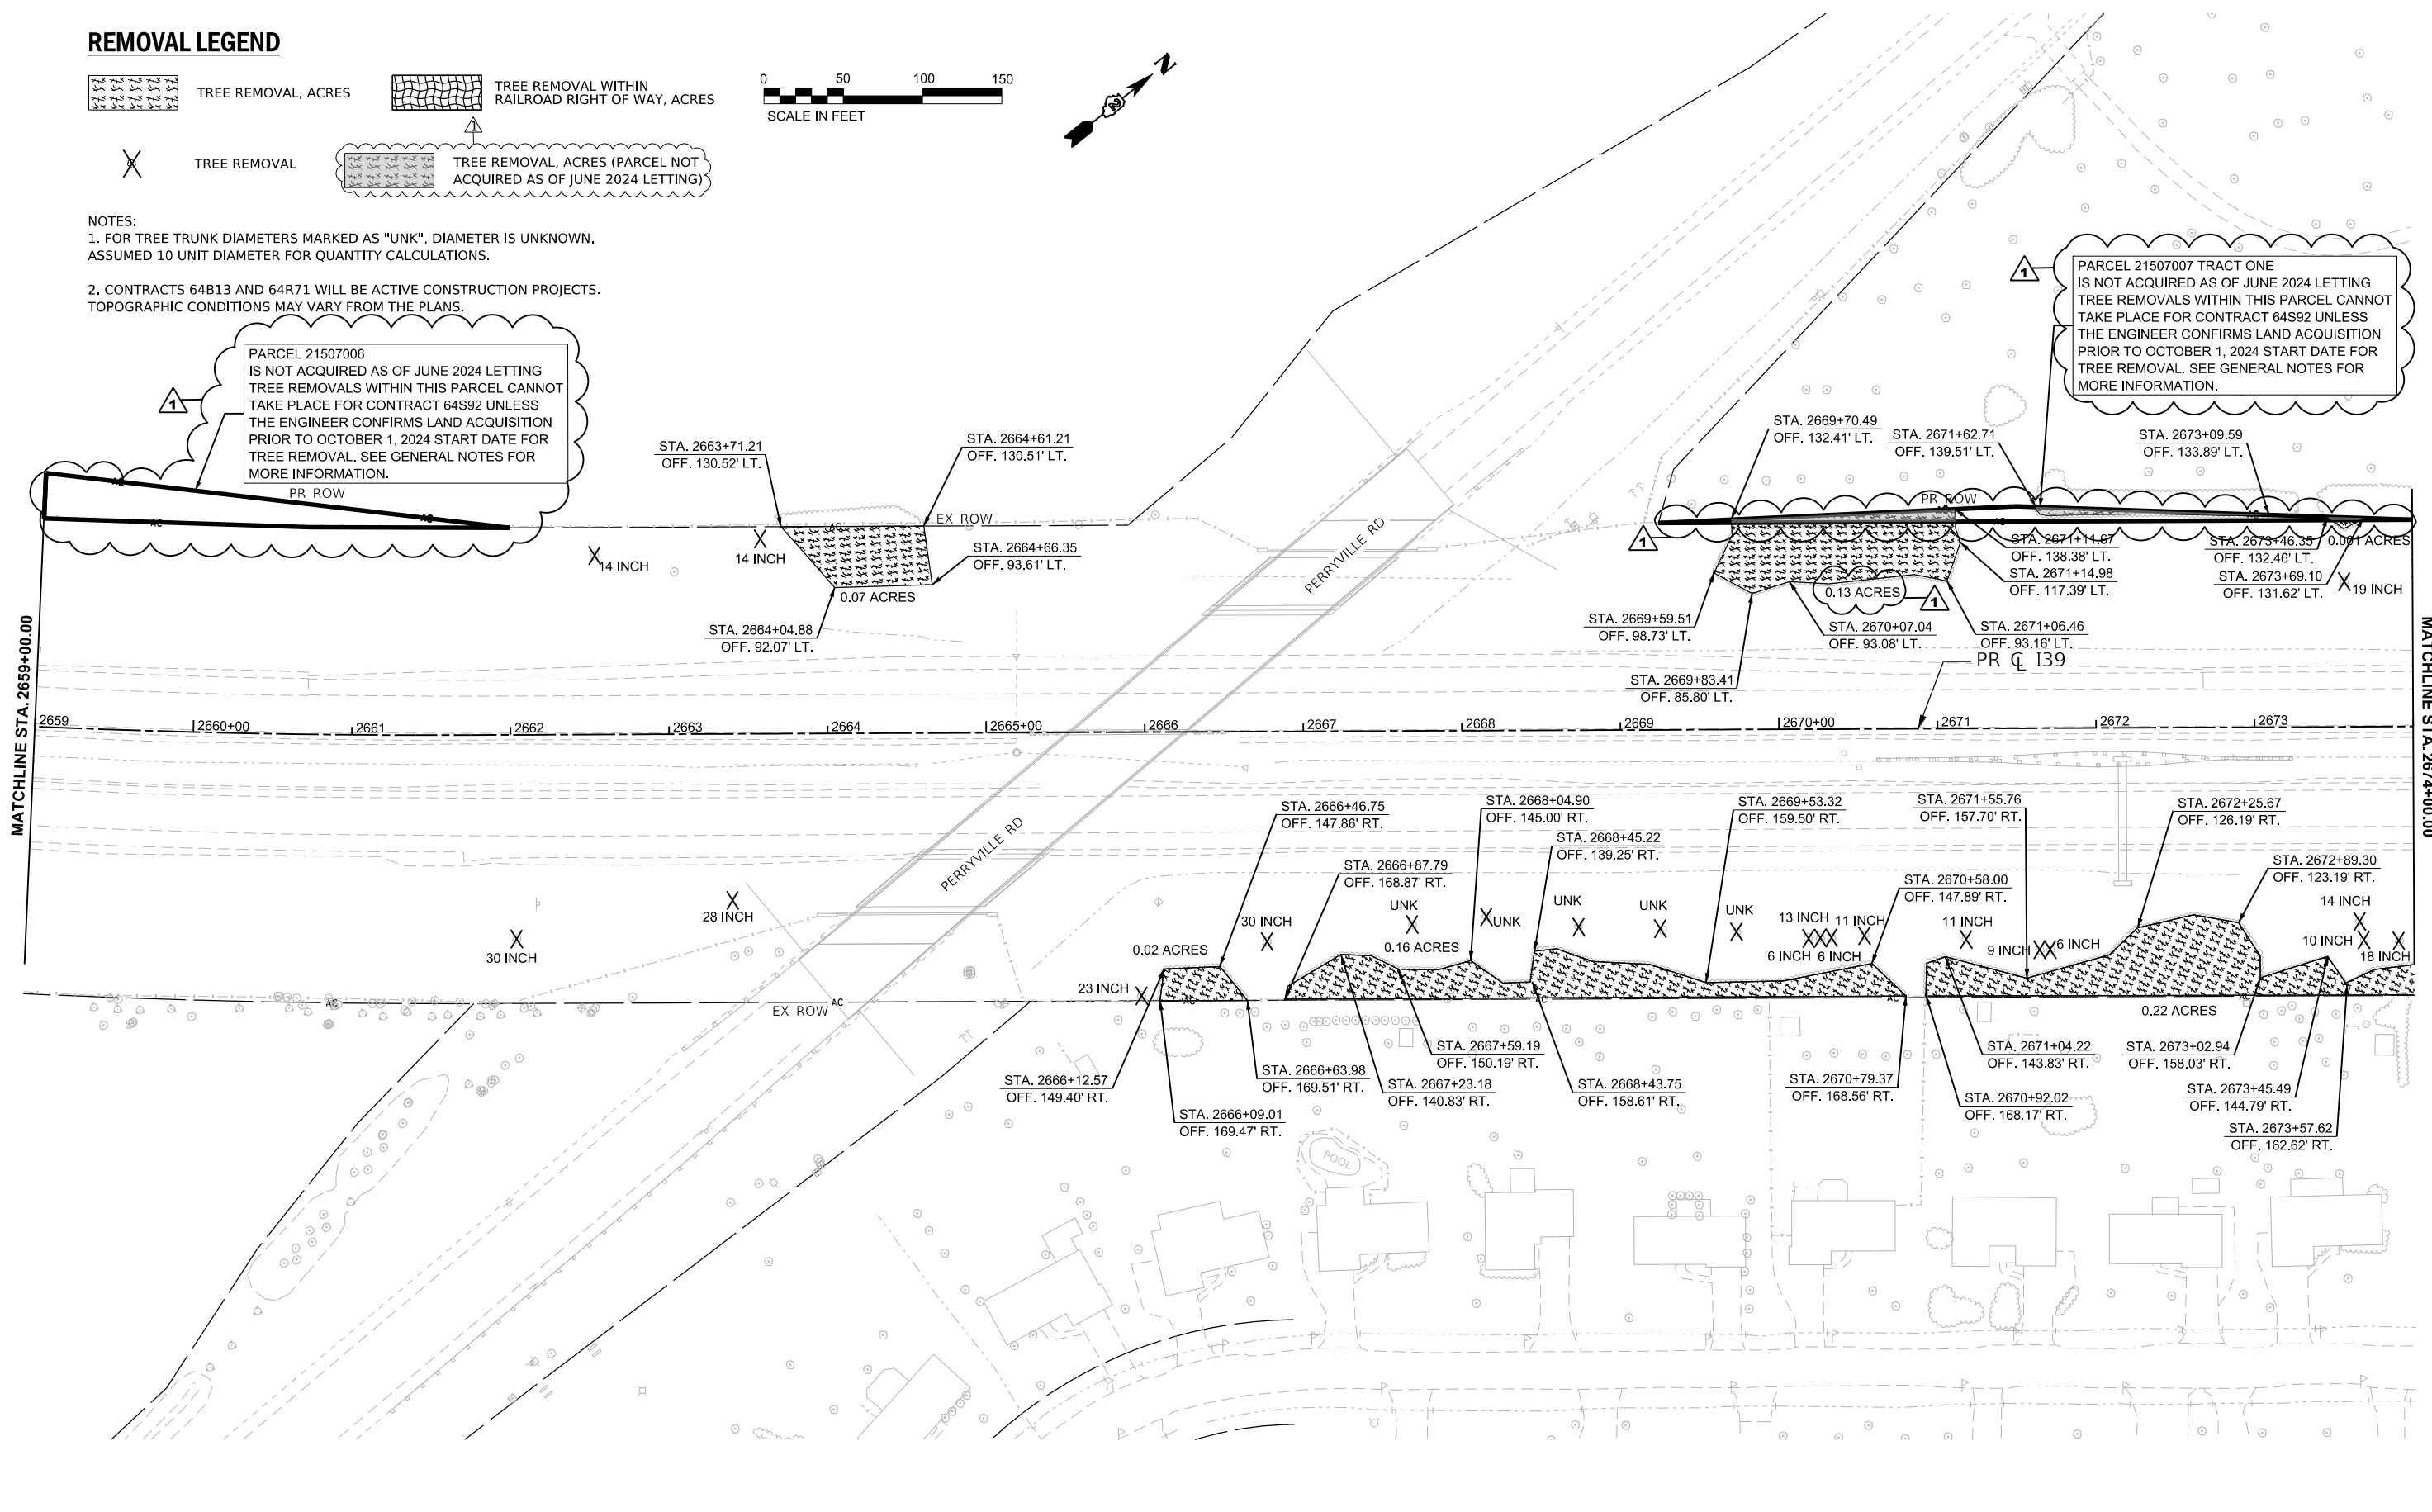 REMOVAL LEGEND
TREE REMOVAL, ACRES
TREE REMOVAL WITHIN
RAILROAD RIGHT OF WAY, ACRES
1
TREE REMOVAL
TREE REMOVAL, ACRES (PARCEL NOT
ACQUIRED AS OF JUNE 2024 LETTING)
0 50 100 150
SCALE IN FEET
N
NOTES:
1. FOR TREE TRUNK DIAMETERS MARKED AS "UNK", DIAMETER IS UNKNOWN.
ASSUMED 10 UNIT DIAMETER FOR QUANTITY CALCULATIONS.
2. CONTRACTS 64B13 AND 64R71 WILL BE ACTIVE CONSTRUCTION PROJECTS.
TOPOGRAPHIC CONDITIONS MAY VARY FROM THE PLANS.
1
PARCEL 21507006
IS NOT ACQUIRED AS OF JUNE 2024 LETTING
TREE REMOVALS WITHIN THIS PARCEL CANNOT
TAKE PLACE FOR CONTRACT 64S92 UNLESS
THE ENGINEER CONFIRMS LAND ACQUISITION
PRIOR TO OCTOBER 1, 2024 START DATE FOR
TREE REMOVAL. SEE GENERAL NOTES FOR
MORE INFORMATION.
1
PARCEL 21507007 TRACT ONE
IS NOT ACQUIRED AS OF JUNE 2024 LETTING
TREE REMOVALS WITHIN THIS PARCEL CANNOT
TAKE PLACE FOR CONTRACT 64S92 UNLESS
THE ENGINEER CONFIRMS LAND ACQUISITION
PRIOR TO OCTOBER 1, 2024 START DATE FOR
TREE REMOVAL. SEE GENERAL NOTES FOR
MORE INFORMATION.
PR ROW
AC
AC
AC
STA. 2663+71.21
OFF. 130.52' LT.
STA. 2664+61.21
OFF. 130.51' LT.
AC
EX ROW
14 INCH
14 INCH
STA. 2664+66.35
OFF. 93.61' LT.
0.07 ACRES
STA. 2664+04.88
OFF. 92.07' LT.
PERRYVILLE RD
STA. 2669+70.49
OFF. 132.41' LT.
STA. 2671+62.71
OFF. 139.51' LT.
STA. 2673+09.59
OFF. 133.89' LT.
PR ROW
AC
AC
AC
1
STA. 2671+11.67
OFF. 138.38' LT.
STA. 2673+46.35
OFF. 132.46' LT.
0.001 ACRES
STA. 2671+14.98
OFF. 117.39' LT.
STA. 2673+69.10
OFF. 131.62' LT.
19 INCH
0.13 ACRES
1
STA. 2669+59.51
OFF. 98.73' LT.
STA. 2670+07.04
OFF. 93.08' LT.
STA. 2671+06.46
OFF. 93.16' LT.
STA. 2669+83.41
OFF. 85.80' LT.
PR CL I39
MATCHLINE STA.2659+00.00
2659 2660+00 2661 2662 2663 2664 2665+00 2666 2667 2668 2669 2670+00 2671 2672 2673
MATCHLINE STA.2674+00.00
PERRYVILLE RD
STA. 2666+46.75
OFF. 147.86' RT.
STA. 2668+04.90
OFF. 145.00' RT.
STA. 2669+53.32
OFF. 159.50' RT.
STA. 2671+55.76
OFF. 157.70' RT.
STA. 2672+25.67
OFF. 126.19' RT.
STA. 2668+45.22
OFF. 139.25' RT.
STA. 2666+87.79
OFF. 168.87' RT.
STA. 2670+58.00
OFF. 147.89' RT.
STA. 2672+89.30
OFF. 123.19' RT.
28 INCH
30 INCH
30 INCH
UNK
UNK
UNK
UNK
13 INCH
11 INCH
6 INCH
6 INCH
11 INCH
9 INCH
6 INCH
14 INCH
10 INCH
18 INCH
0.02 ACRES
0.16 ACRES
23 INCH
AC
EX ROW
AC
AC
AC
AC
AC
0.22 ACRES
STA. 2666+12.57
OFF. 149.40' RT.
STA. 2666+63.98
OFF. 169.51' RT.
STA. 2667+59.19
OFF. 150.19' RT.
STA. 2667+23.18
OFF. 140.83' RT.
STA. 2668+43.75
OFF. 158.61' RT.
STA. 2670+79.37
OFF. 168.56' RT.
STA. 2671+04.22
OFF. 143.83' RT.
STA. 2673+02.94
OFF. 158.03' RT.
STA. 2666+09.01
OFF. 169.47' RT.
STA. 2670+92.02
OFF. 168.17' RT.
STA. 2673+45.49
OFF. 144.79' RT.
STA. 2673+57.62
OFF. 162.62' RT.
POOL